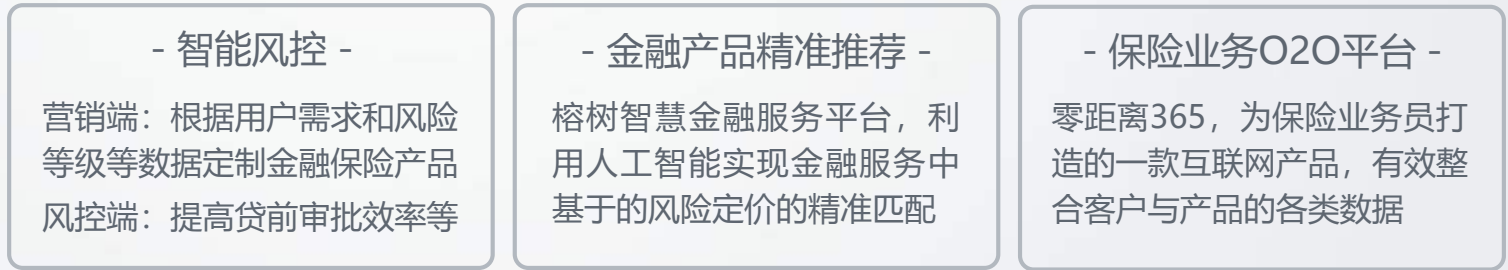 - 智能风控 -
营销端：根据用户需求和风险
等级等数据定制金融保险产品
风控端：提高贷前审批效率等
- 金融产品精准推荐 -
榕树智慧金融服务平台，利
用人工智能实现金融服务中
基于的风险定价的精准匹配
- 保险业务O2O平台 -
零距离365，为保险业务员打
造的一款互联网产品，有效整
合客户与产品的各类数据